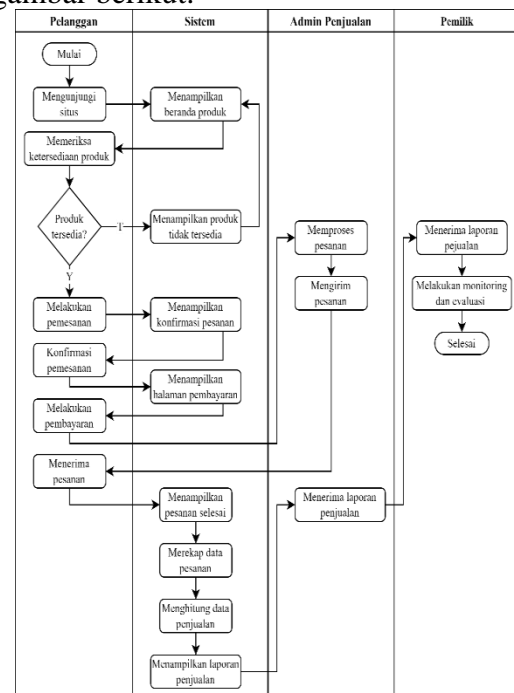 gambar berikut:
Pelanggan Sistem Admin Penjualan Pemilik
Mulai
Mengunjungi
situs
Menampilkan
beranda produk
Memeriksa
ketersediaan produk
Produk
tersedia?
T
Menampilkan produk
tidak tersedia
Memproses
pesanan
Menerima laporan
pejualan
Y
Mengirim
pesanan
Melakukan monitoring
dan evaluasi
Melakukan
pemesanan
Menampilkan
konfirmasi pesanan
Selesai
Konfirmasi
pemesanan
Menampilkan
halaman pembayaran
Melakukan
pembayaran
Menerima
pesanan
Menampilkan
pesanan selesai
Menerima laporan
penjualan
Merekap data
pesanan
Menghitung data
penjualan
Menampilkan laporan
penjualan